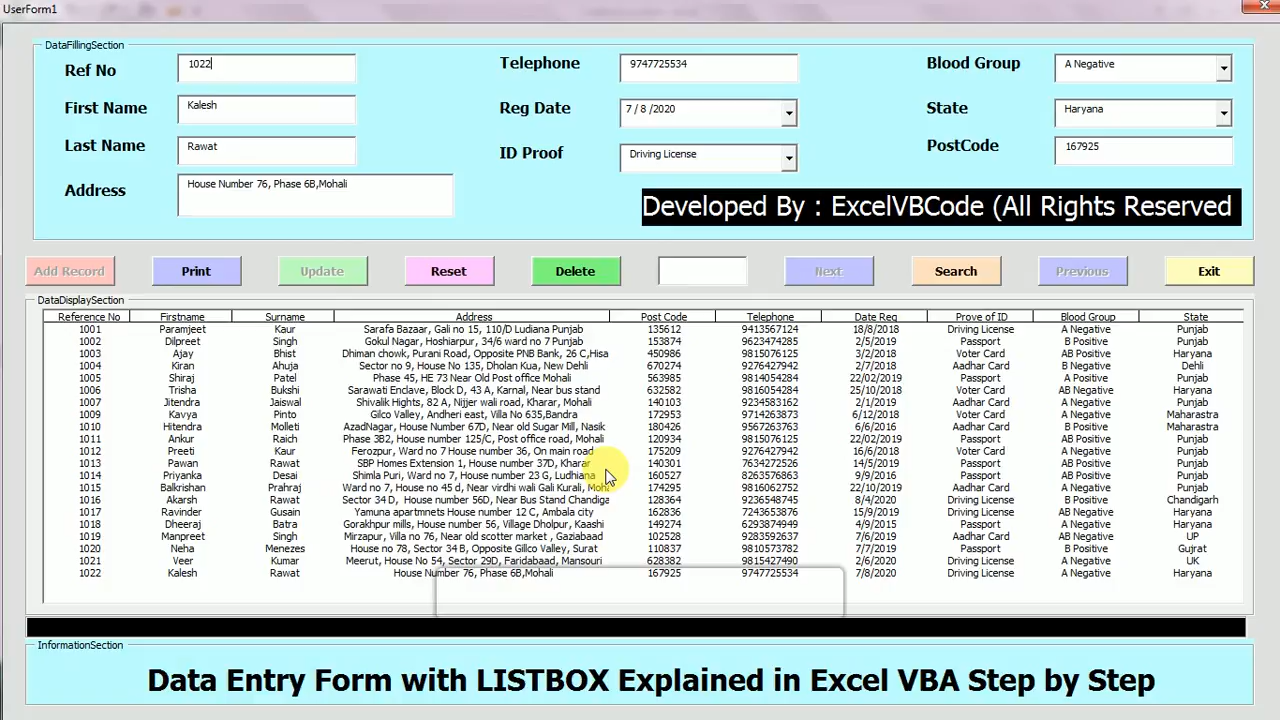 UserForm1
DataFillingSection
Ref No 1022 Telephone 9747725534 Blood Group A Negative
First Name Kalesh Reg Date 7 / 8 /2020 State Haryana
Last Name Rawat ID Proof Driving License PostCode 167925
Address House Number 76, Phase 6B,Mohali
Developed By : ExcelVBCode (All Rights Reserved
Add Record Print Update Reset Delete Next Search Previous Exit
DataDisplaySection
Reference No Firstname Surname Address Post Code Telephone Date Reg Prove of ID Blood Group State
1001 Paramjeet Kaur Sarafa Bazaar, Gali no 15, 110/D Ludiana Punjab 135612 9413567124 18/8/2018 Driving License A Negative Punjab
1002 Dilpreet Singh Gokul Nagar, Hoshiarpur, 34/6 ward no 7 Punjab 153874 9623474285 2/5/2019 Passport B Positive Punjab
1003 Ajay Bhist Dhiman chowk, Purani Road, Opposite PNB Bank, 26 C,Hisa 450986 9815076125 3/2/2018 Voter Card AB Positive Haryana
1004 Kiran Ahuja Sector no 9, House No 135, Dholan Kua, New Dehli 670274 9276427942 2/7/2018 Aadhar Card B Negative Dehli
1005 Shiraj Patel Phase 45, HE 73 Near Old Post office Mohali 563985 9814054284 22/02/2019 Passport A Positive Punjab
1006 Trisha Bukshi Sarawati Enclave, Block D, 43 A, Karnal, Near bus stand 632582 9816054284 25/10/2018 Voter Card AB Positive Haryana
1007 Jitendra Jaiswal Shivalik Hights, 82 A, Nijjer wali road, Kharar, Mohali 140103 9234583162 2/1/2019 Aadhar Card A Negative Punjab
1009 Kavya Pinto Gilco Valley, Andheri east, Villa No 635,Bandra 172953 9714263873 6/12/2018 Voter Card A Negative Maharastra
1010 Hitendra Molleti AzadNagar, House Number 67D, Near old Sugar Mill, Nasik 180426 9567263763 6/6/2016 Aadhar Card B Negative Maharastra
1011 Ankur Raich Phase 3B2, House number 125/C, Post office road, Mohali 120934 9815076125 22/02/2019 Passport AB Positive Punjab
1012 Preeti Kaur Ferozpur, Ward no 7 House number 36, On main road 175209 9276427942 16/6/2018 Voter Card A Negative Punjab
1013 Pawan Rawat SBP Homes Extension 1, House number 37D, Kharar 140301 7634272526 14/5/2019 Passport AB Positive Punjab
1014 Priyanka Desai Shimla Puri, Ward no 7, House number 23 G, Ludhiana 160527 8263576863 9/9/2016 Passport AB Positive Punjab
1015 Balkrishan Prahraj Ward no 7, House no 45 d, Near virdhi wali Gali Kurali, Moha 174295 9816062752 22/10/2019 Aadhar Card A Negative Punjab
1016 Akarsh Rawat Sector 34 D, House number 56D, Near Bus Stand Chandiga 128364 9236548745 8/4/2020 Driving License B Positive Chandigarh
1017 Ravinder Gusain Yamuna apartmnets House number 12 C, Ambala city 162836 7243653876 15/9/2019 Driving License AB Positive Haryana
1018 Dheeraj Batra Gorakhpur mills, House number 56, Village Dholpur, Kaashi 149274 6293874949 4/9/2015 Passport A Negative Haryana
1019 Manpreet Singh Mirzapur, Villa no 76, Near old scotter market , Gaziabaad 102528 9283592637 7/6/2019 Aadhar Card AB Negative UP
1020 Neha Menezes House no 78, Sector 34 B, Opposite Gillco Valley, Surat 110837 9810573782 7/7/2019 Passport B Positive Gujrat
1021 Veer Kumar Meerut, House No 54, Sector 29D, Faridabaad, Mansouri 628382 9815427490 2/6/2019 Driving License A Negative UK
1022 Kalesh Rawat House Number 76, Phase 6B,Mohali 167925 9747725534 7/8/2020 Driving License A Negative Haryana
InformationSection
Data Entry Form with LISTBOX Explained in Excel VBA Step by Step